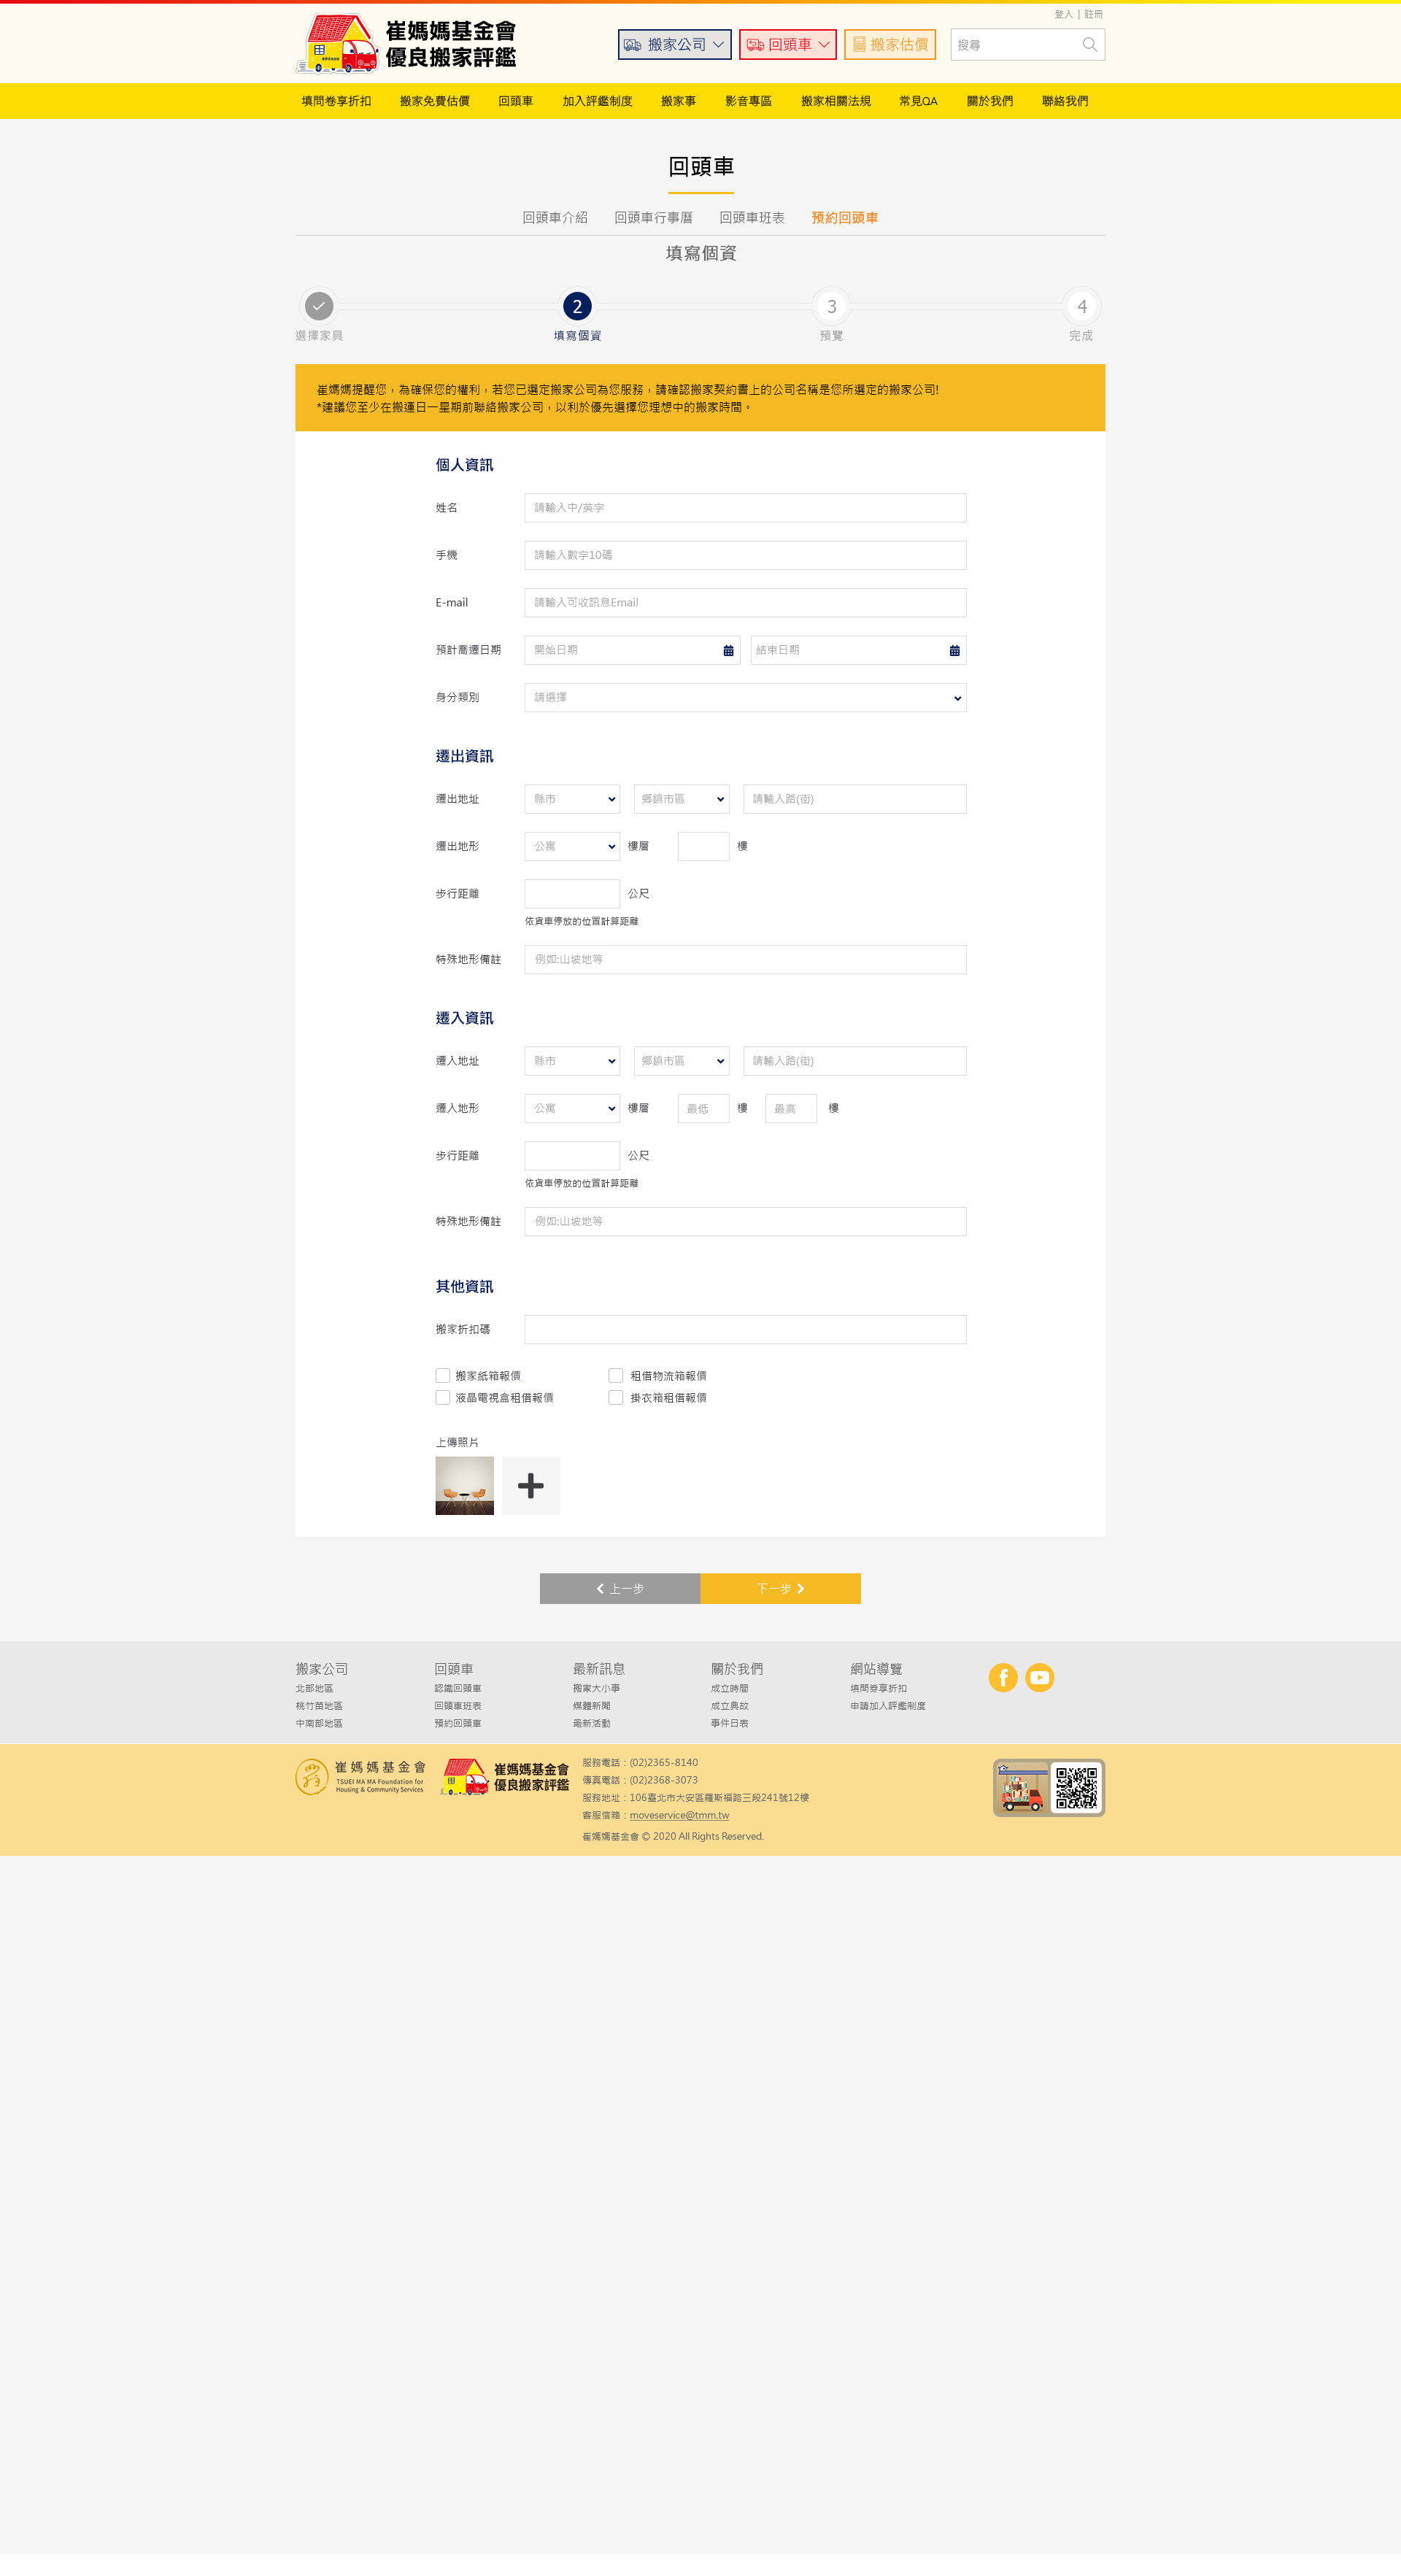 登入 | 註冊
崔媽媽基金會
優良搬家評鑑
搬家公司 回頭車 搬家估價 搜尋
填問卷享折扣 搬家免費估價 回頭車 加入評鑑制度 搬家事 影音專區 搬家相關法規 常見QA 關於我們 聯絡我們
回頭車
回頭車介紹 回頭車行事曆 回頭車班表 預約回頭車
填寫個資
2 3 4
選擇家具 填寫個資 預覽 完成
崔媽媽提醒您，為確保您的權利，若您已選定搬家公司為您服務，請確認搬家契約書上的公司名稱是您所選定的搬家公司!
*建議您至少在搬運日一星期前聯絡搬家公司，以利於優先選擇您理想中的搬家時間。
個人資訊
姓名 請輸入中/英字
手機 請輸入數字10碼
E-mail 請輸入可收訊息Email
預計喬遷日期 開始日期 結束日期
身分類別 請選擇
遷出資訊
遷出地址 縣市 鄉鎮市區 請輸入路(街)
遷出地形 公寓 樓層 樓
步行距離 公尺
依貨車停放的位置計算距離
特殊地形備註 例如:山坡地等
遷入資訊
遷入地址 縣市 鄉鎮市區 請輸入路(街)
遷入地形 公寓 樓層 最低 樓 最高 樓
步行距離 公尺
依貨車停放的位置計算距離
特殊地形備註 例如:山坡地等
其他資訊
搬家折扣碼
搬家紙箱報價 租借物流箱報價
液晶電視盒租借報價 掛衣箱租借報價
上傳照片
上一步 下一步
搬家公司 回頭車 最新訊息 關於我們 網站導覽
北部地區 認識回頭車 搬家大小事 成立時間 填問券享折扣
桃竹苗地區 回頭車班表 媒體新聞 成立典故 申請加入評鑑制度
中南部地區 預約回頭車 最新活動 事件日表
崔媽媽基金會
TSUEI MA MA Foundation for
Housing & Community Services
崔媽媽基金會
優良搬家評鑑
服務電話：(02)2365-8140
傳真電話：(02)2368-3073
服務地址：106臺北市大安區羅斯福路三段241號12樓
客服信箱：moveservice@tmm.tw
崔媽媽基金會 © 2020 All Rights Reserved.